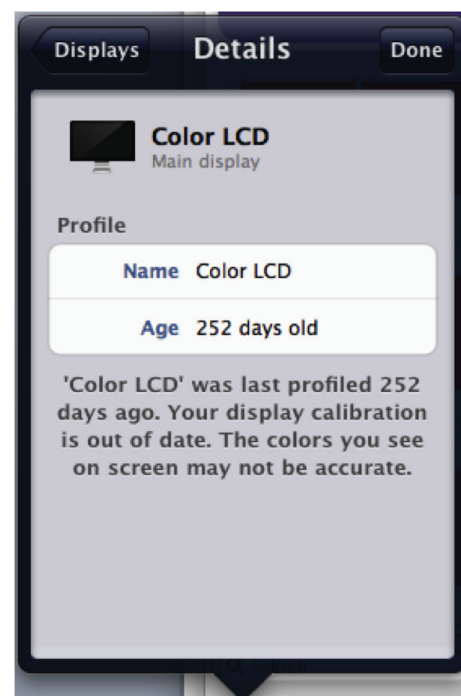 Displays Details Done
Color LCD
Main display
Profile
Name Color LCD
Age 252 days old
'Color LCD' was last profiled 252
days ago. Your display calibration
is out of date. The colors you see
on screen may not be accurate.
Search